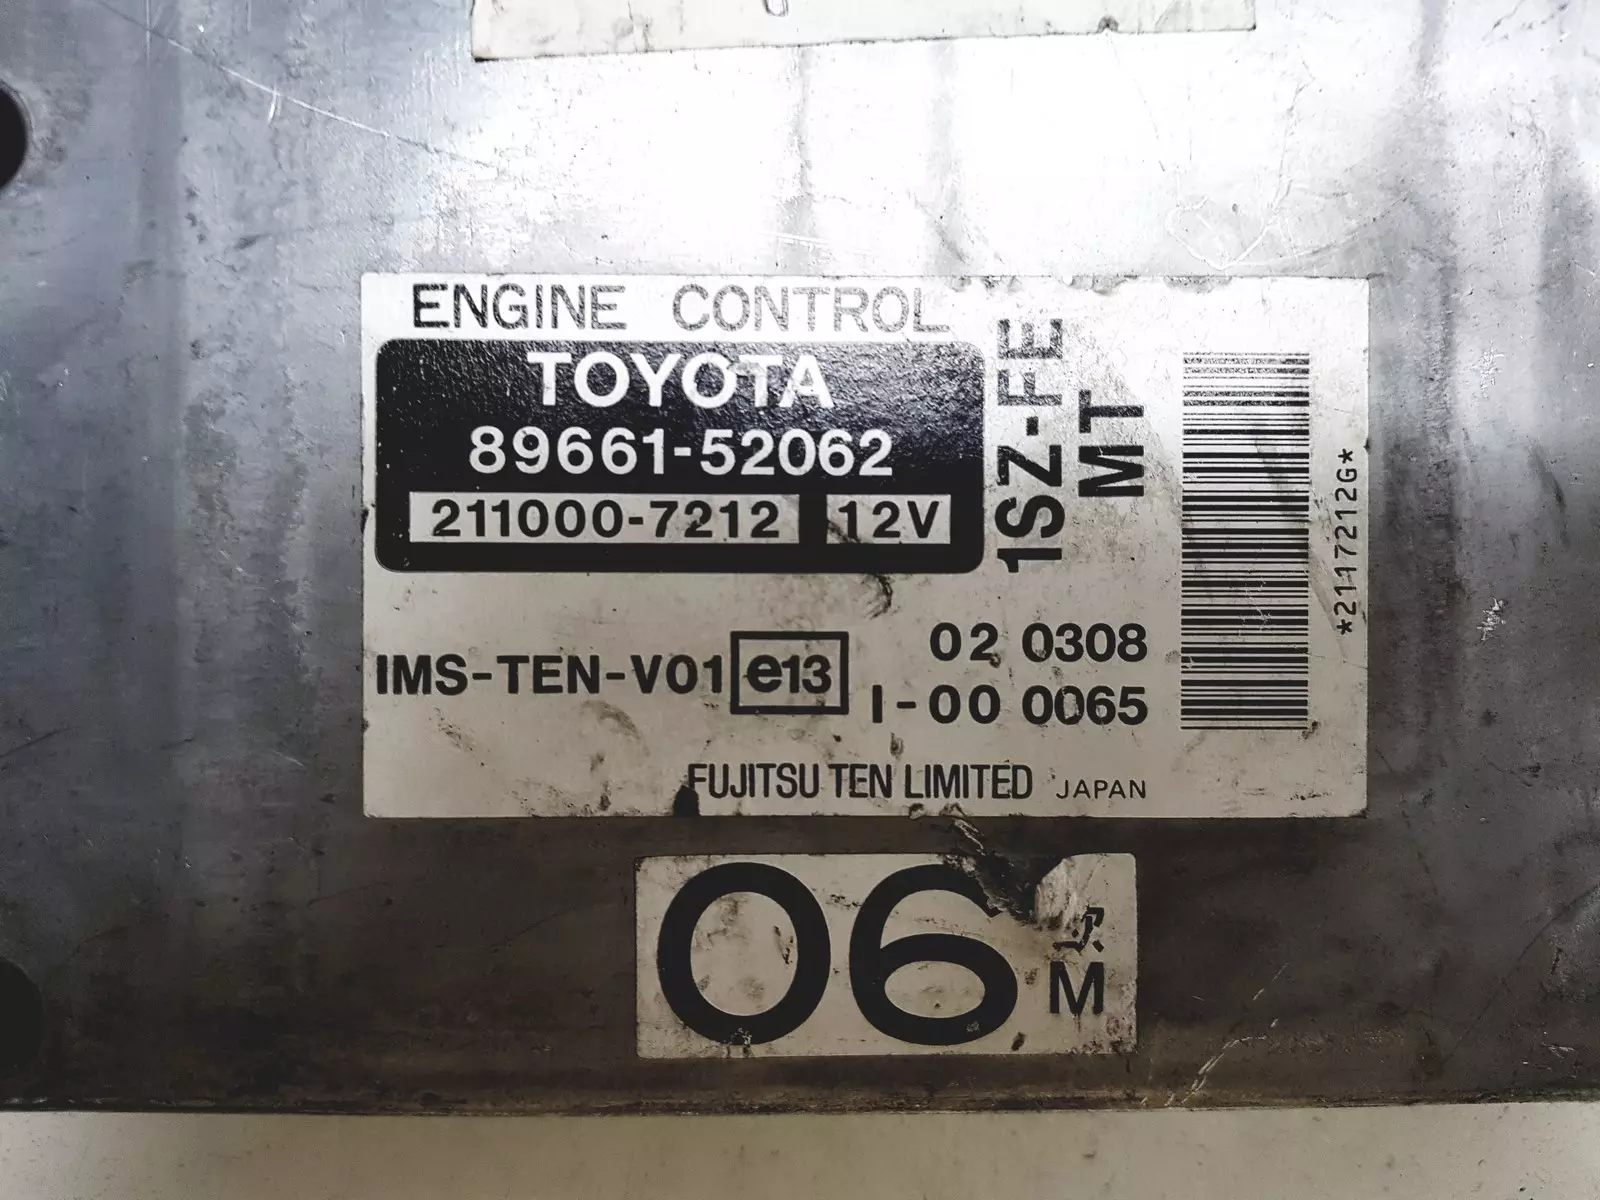 ENGINE CONTROL
TOYOTA
89661-52062
211000-7212 12V
1SZ-FE
MT
*2117212G*
IMS-TEN-V01 e13 02 0308
I-00 0065
FUJITSU TEN LIMITED JAPAN
06
M